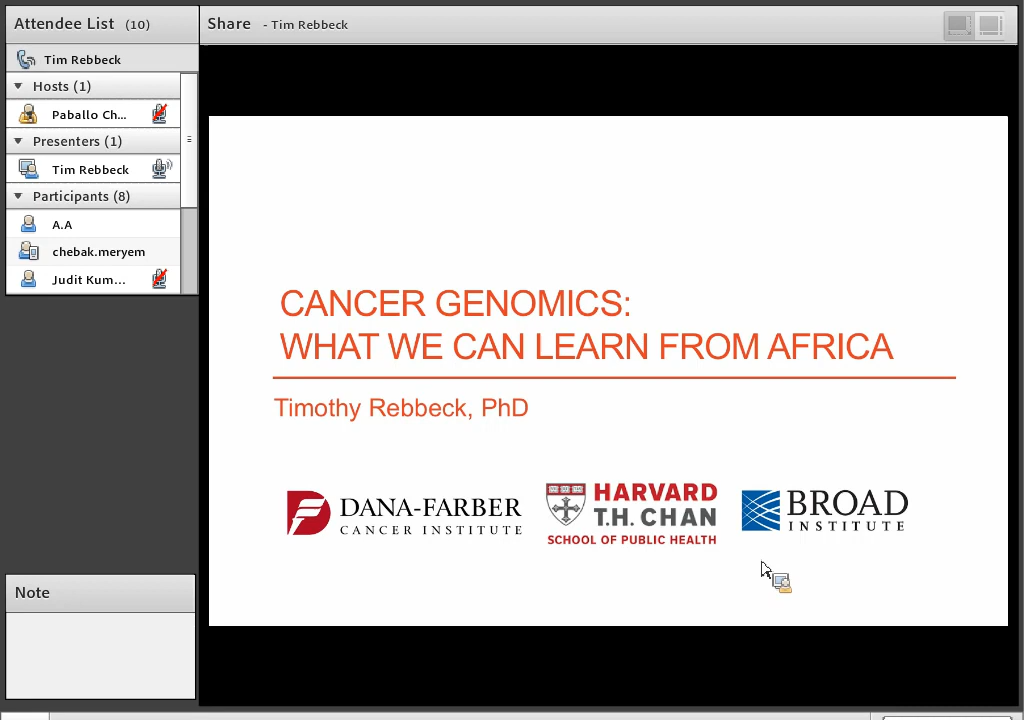 Attendee List (10)
Tim Rebbeck
Hosts (1)
Paballo Ch...
Presenters (1)
Tim Rebbeck
Participants (8)
A.A
chebak.meryem
Judit Kum...
Note
Share - Tim Rebbeck
CANCER GENOMICS:
WHAT WE CAN LEARN FROM AFRICA
Timothy Rebbeck, PhD
DANA-FARBER
CANCER INSTITUTE
HARVARD
T.H. CHAN
SCHOOL OF PUBLIC HEALTH
BROAD
INSTITUTE